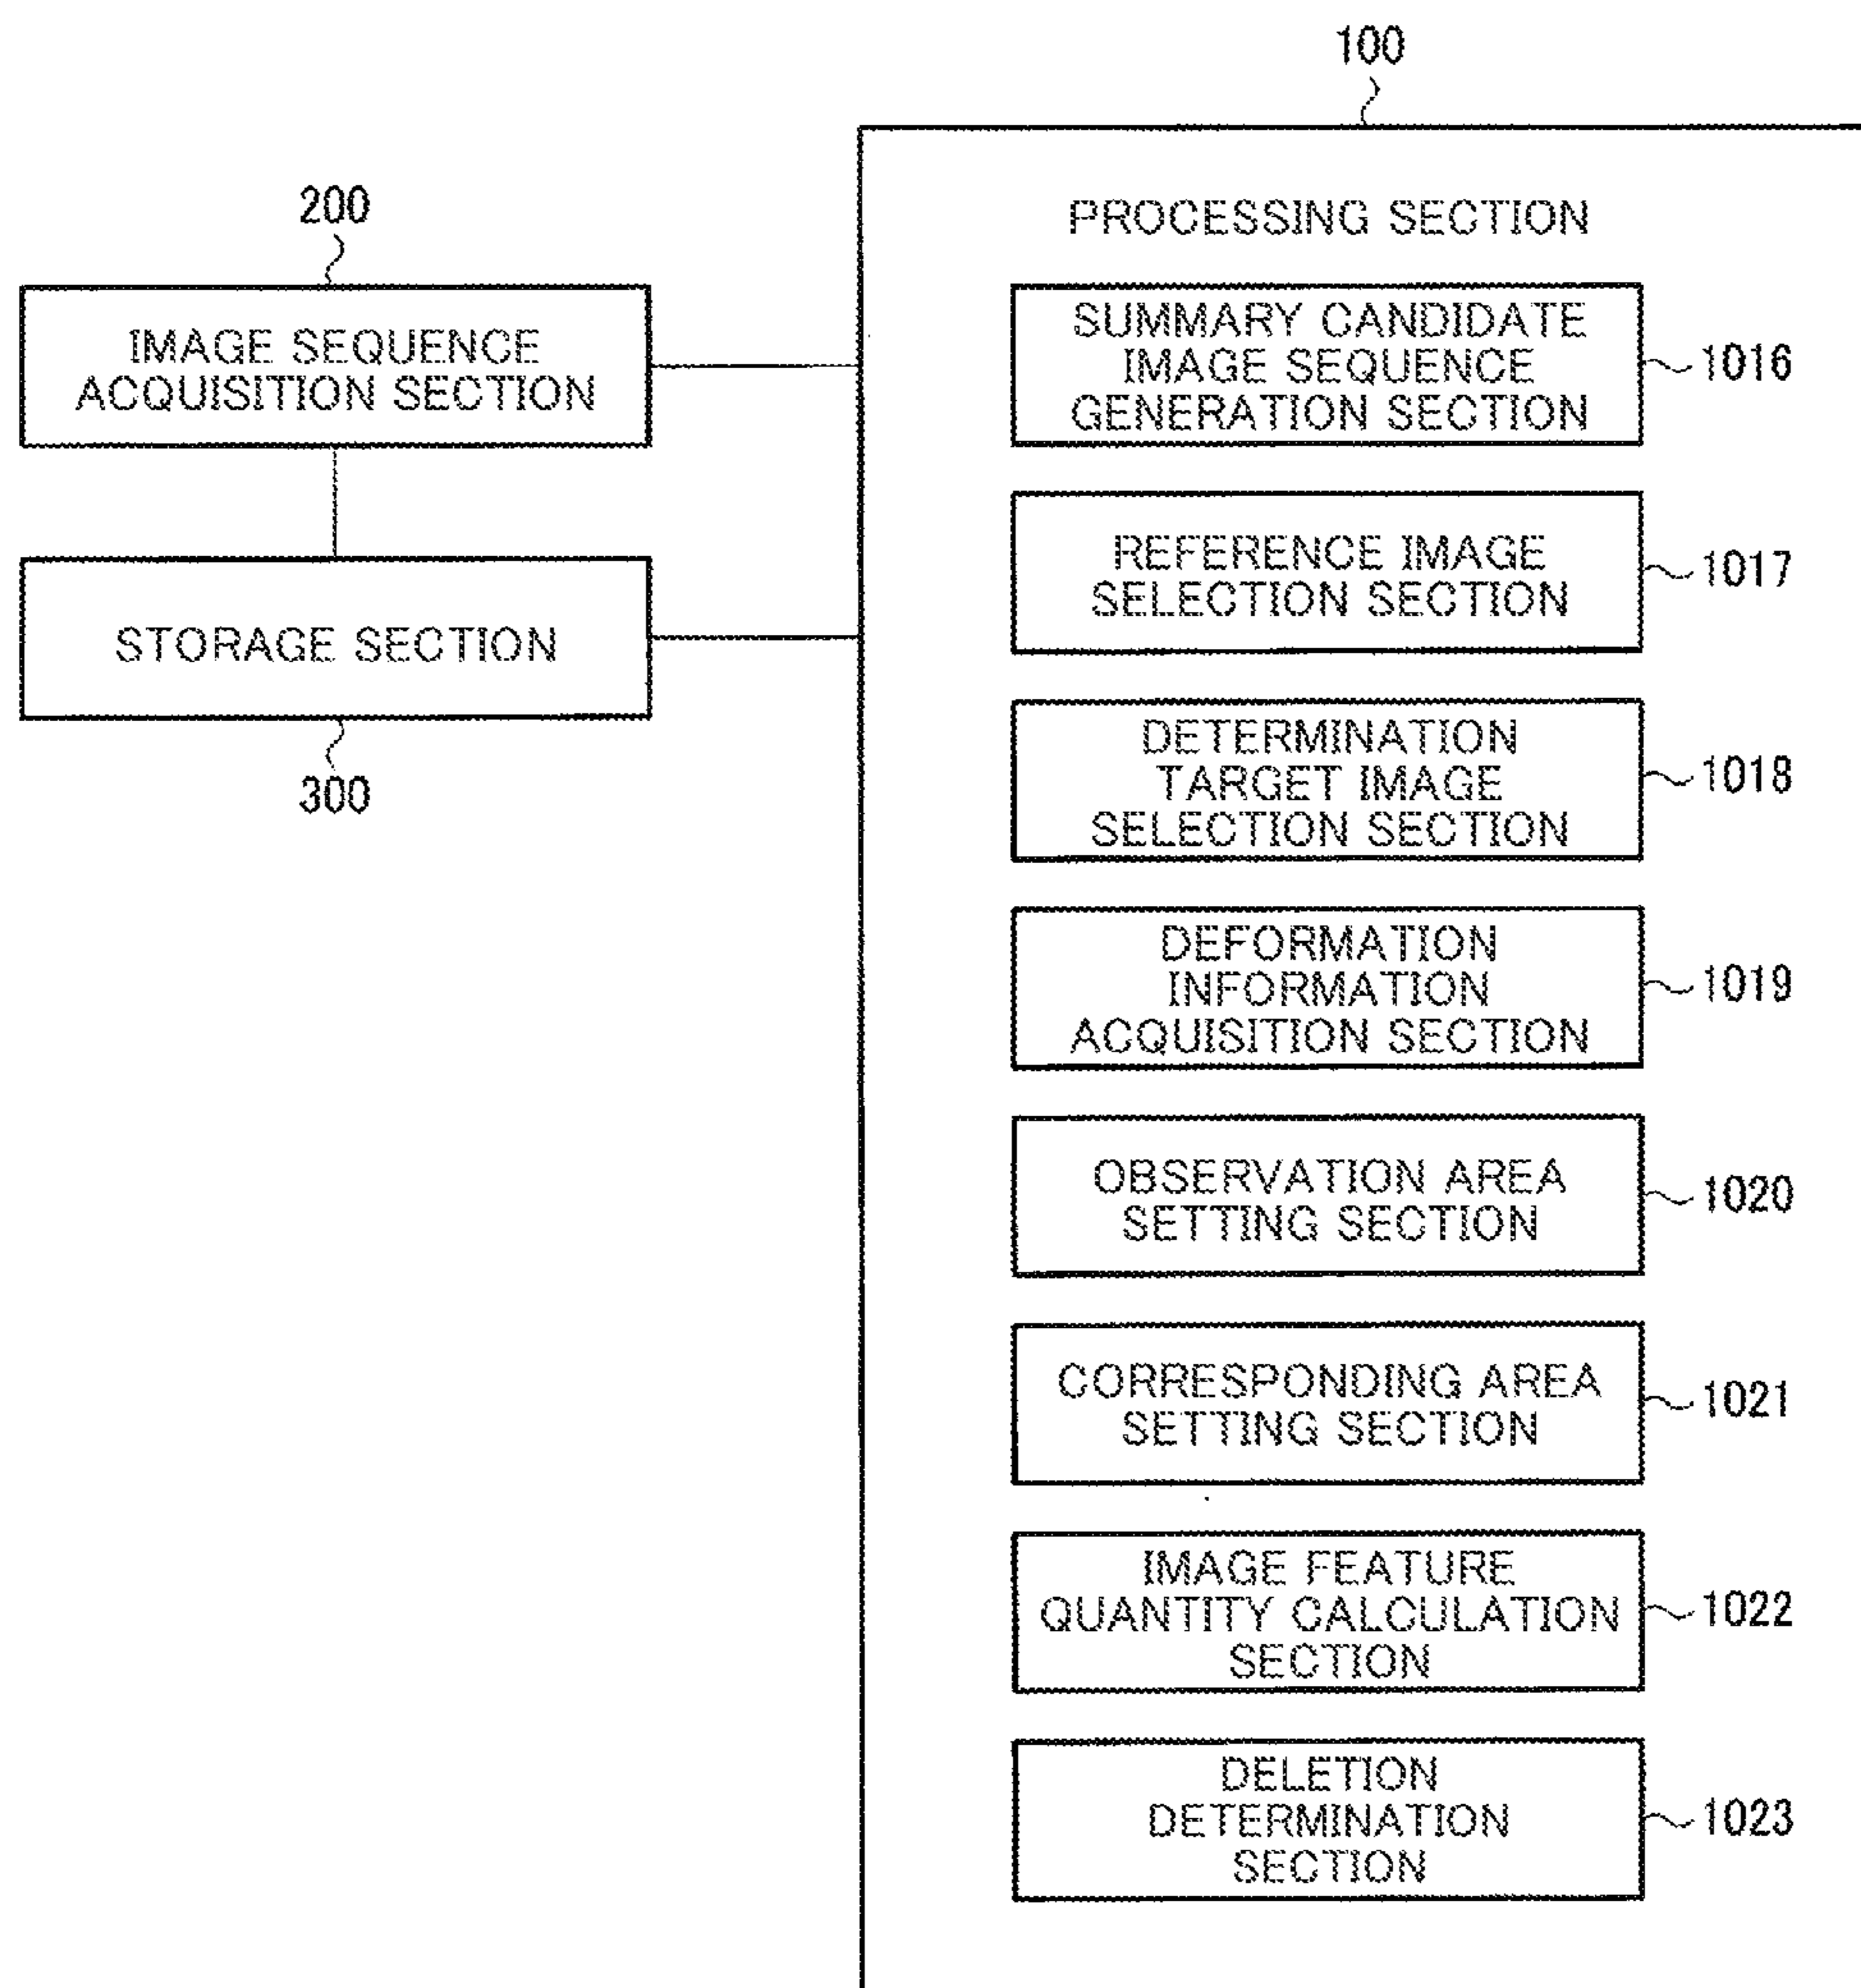 100
200
IMAGE SEQUENCE
ACQUISITION SECTION
STORAGE SECTION
300
PROCESSING SECTION
SUMMARY CANDIDATE
IMAGE SEQUENCE
GENERATION SECTION
1016
REFERENCE IMAGE
SELECTION SECTION
1017
DETERMINATION
TARGET IMAGE
SELECTION SECTION
1018
DEFORMATION
INFORMATION
ACQUISITION SECTION
1019
OBSERVATION AREA
SETTING SECTION
1020
CORRESPONDING AREA
SETTING SECTION
1021
IMAGE FEATURE
QUANTITY CALCULATION
SECTION
1022
DELETION
DETERMINATION
SECTION
1023